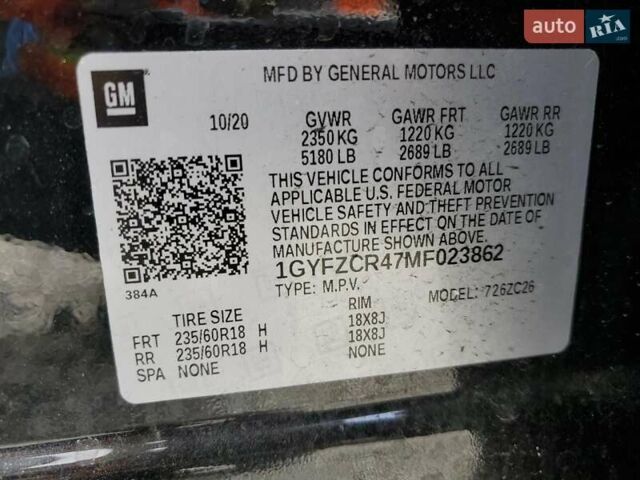 auto RIA.com
GM
MFD BY GENERAL MOTORS LLC
10/20
GVWR GAWR FRT GAWR RR
2350 KG 1220 KG 1220 KG
5180 LB 2689 LB 2689 LB
THIS VEHICLE CONFORMS TO ALL
APPLICABLE U.S. FEDERAL MOTOR
VEHICLE SAFETY AND THEFT PREVENTION
STANDARDS IN EFFECT ON THE DATE OF
MANUFACTURE SHOWN ABOVE.
1GYFZCR47MF023862
384A
TYPE: M.P.V. MODEL: 726ZC26
TIRE SIZE RIM
FRT 235/60R18 H 18X8J
RR 235/60R18 H 18X8J
SPA NONE NONE